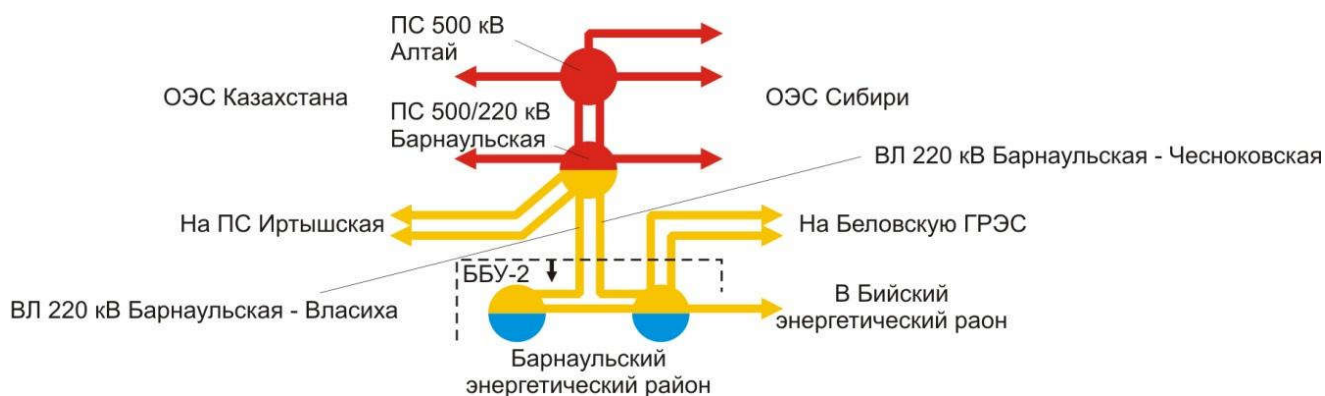 ПС 500 кВ
Алтай
ОЭС Казахстана
ОЭС Сибири
ПС 500/220 кВ
Барнаульская
ВЛ 220 кВ Барнаульская - Чесноковская
На ПС Иртышская
На Беловскую ГРЭС
ББУ-2
ВЛ 220 кВ Барнаульская - Власиха
В Бийский
энергетический раон
Барнаульский
энергетический район